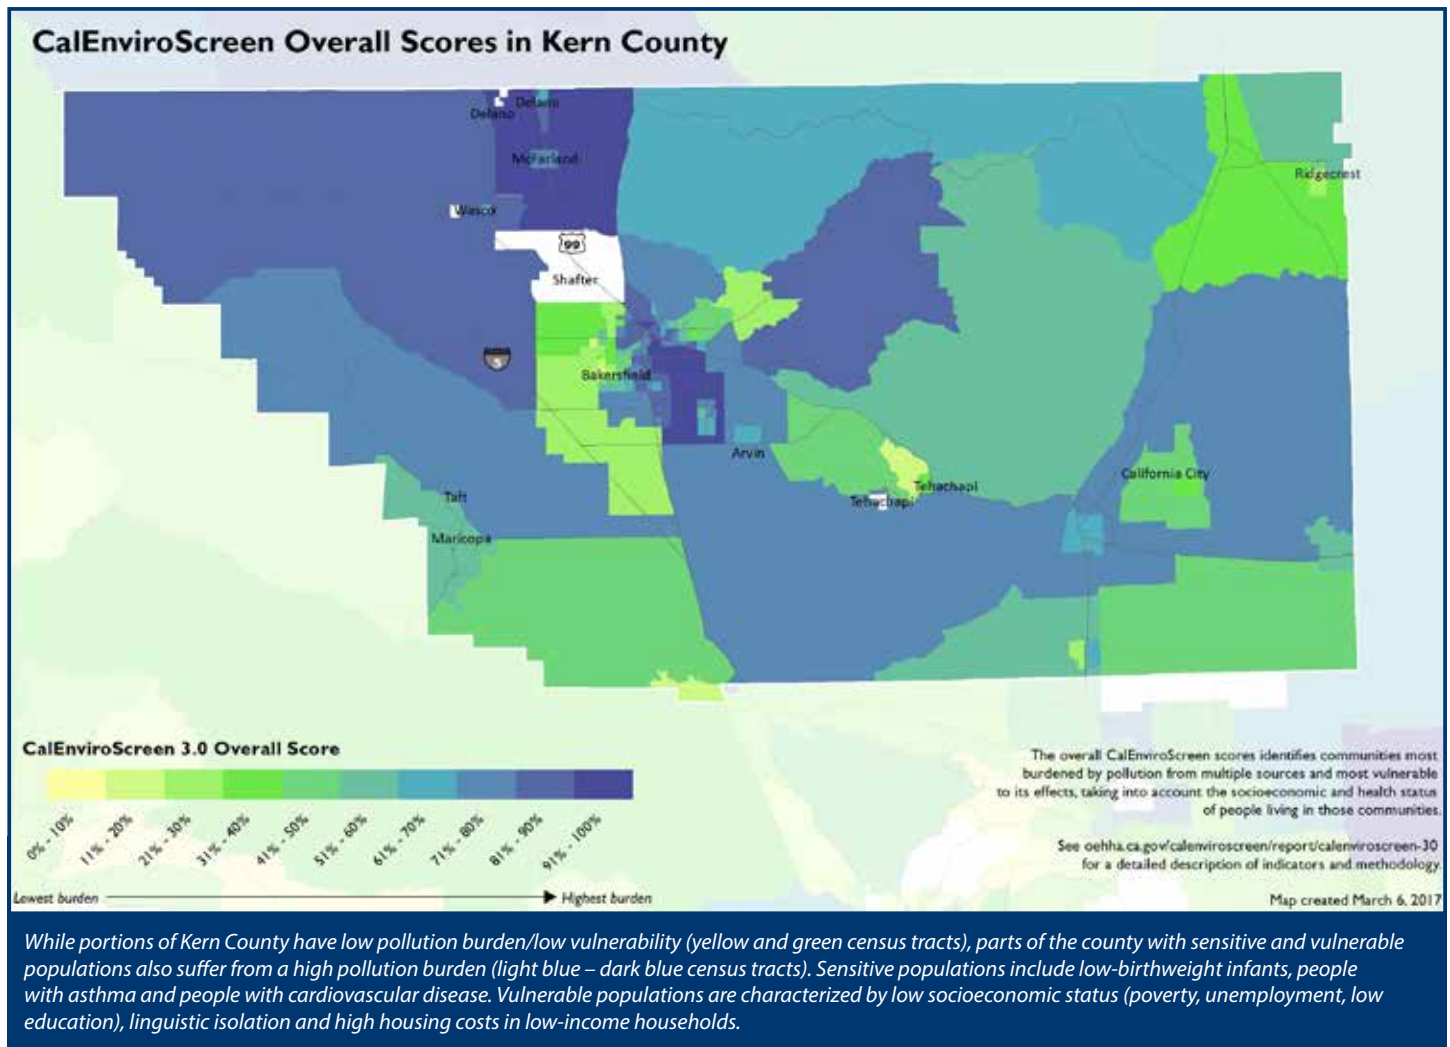 CalEnviroScreen Overall Scores in Kern County
Delano
Delano
McFarland
Ridgecrest
Wasco
99
Shafter
5
Bakersfield
Arvin
California City
Tehachapi
Taft
Tehachapi
Maricopa
CalEnviroScreen 3.0 Overall Score
0% - 10%
11% - 20%
21% - 30%
31% - 40%
41% - 50%
51% - 60%
61% - 70%
71% - 80%
81% - 90%
91% - 100%
Lowest burden
Highest burden
The overall CalEnviroScreen scores identifies communities most
burdened by pollution from multiple sources and most vulnerable
to its effects, taking into account the socioeconomic and health status
of people living in those communities.
See oehha.ca.gov/calenviroscreen/report/calenviroscreen-30
for a detailed description of indicators and methodology.
Map created March 6, 2017
While portions of Kern County have low pollution burden/low vulnerability (yellow and green census tracts), parts of the county with sensitive and vulnerable
populations also suffer from a high pollution burden (light blue – dark blue census tracts). Sensitive populations include low-birthweight infants, people
with asthma and people with cardiovascular disease. Vulnerable populations are characterized by low socioeconomic status (poverty, unemployment, low
education), linguistic isolation and high housing costs in low-income households.